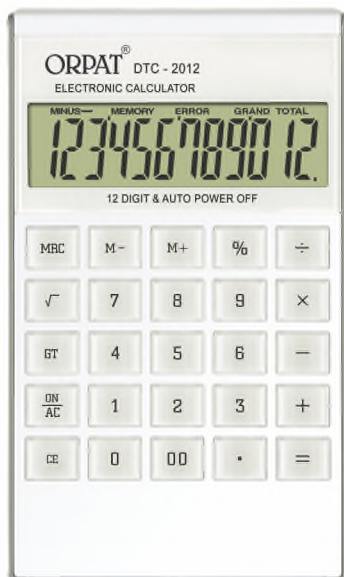 ORPAT® DTC - 2012
ELECTRONIC CALCULATOR
MINUS— MEMORY ERROR GRAND TOTAL
123456789012.
12 DIGIT & AUTO POWER OFF
MRC M- M+ % ÷
√ 7 8 9 ×
GT 4 5 6 −
ON/AC 1 2 3 +
CE 0 00 · =